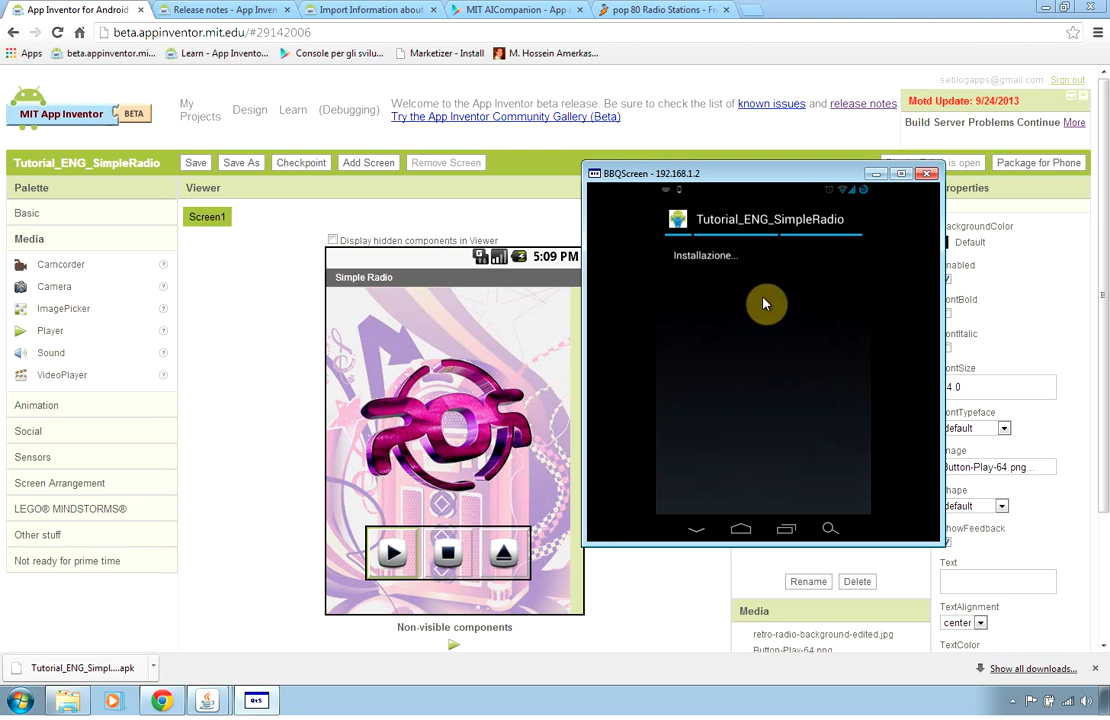 App Inventor for Android
Release notes - App Inven
Import Information about
MIT AICompanion - App A
pop 80 Radio Stations - Fr
beta.appinventor.mit.edu/#29142006
Apps
beta.appinventor.mi...
Learn - App Invento...
Console per gli svilu...
Marketizer - Install
M. Hossein Amerkas...
seblogapps@gmail.com
Sign out
MIT App Inventor
BETA
My Projects
Design
Learn
(Debugging)
Welcome to the App Inventor beta release. Be sure to check the list of known issues and release notes
Try the App Inventor Community Gallery (Beta)
Motd Update: 9/24/2013
Build Server Problems Continue More
Tutorial_ENG_SimpleRadio
Save
Save As
Checkpoint
Add Screen
Remove Screen
is open
Package for Phone
Palette
Viewer
roperties
Basic
Media
Camcorder
Camera
ImagePicker
Player
Sound
VideoPlayer
Animation
Social
Sensors
Screen Arrangement
LEGO® MINDSTORMS®
Other stuff
Not ready for prime time
Screen1
Display hidden components in Viewer
5:09 PM
Simple Radio
Non-visible components
BBQScreen - 192.168.1.2
Tutorial_ENG_SimpleRadio
Installazione...
ackgroundColor
Default
nabled
ontBold
ontItalic
ontSize
4.0
ontTypeface
default
mage
Button-Play-64.png...
hape
default
howFeedback
Text
TextAlignment
center
TextColor
Rename
Delete
Media
retro-radio-background-edited.jpg
Button-Play-64.png
Tutorial_ENG_Simpl....apk
Show all downloads...